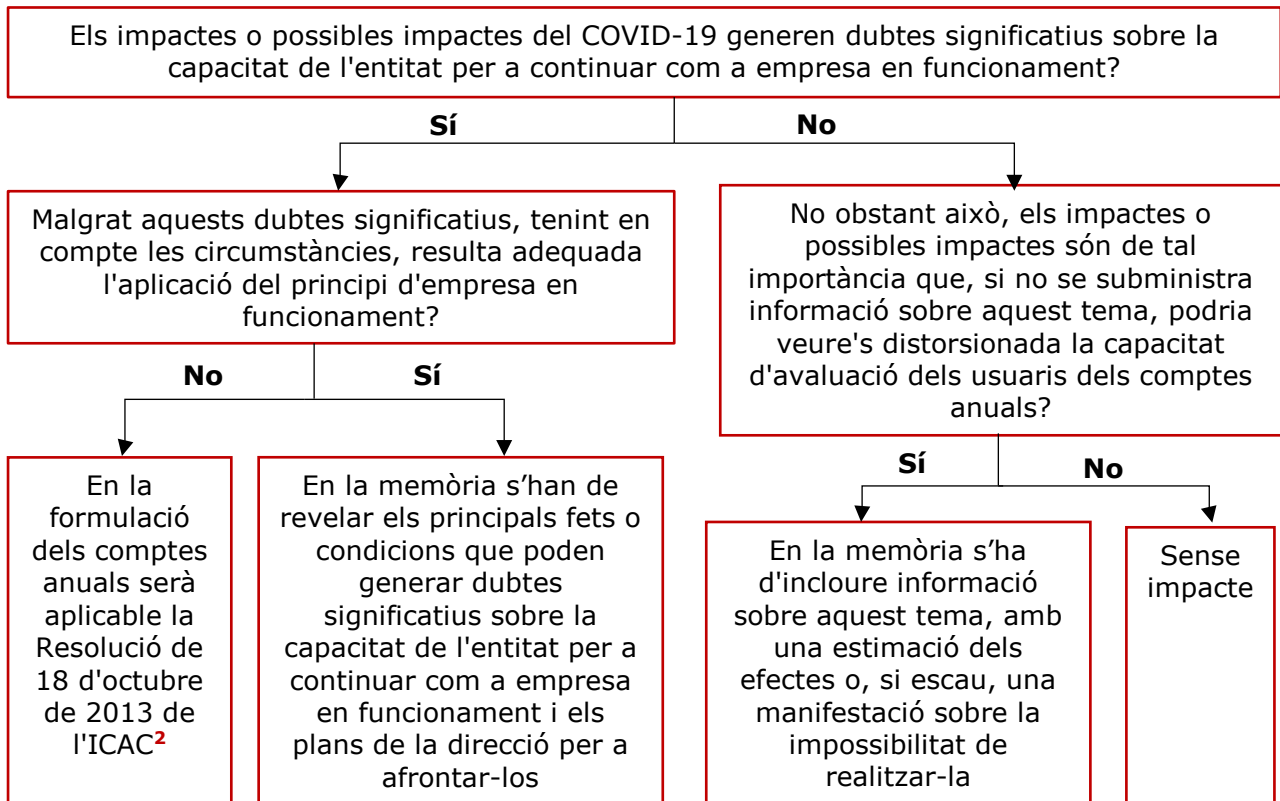 Els impactes o possibles impactes del COVID-19 generen dubtes significatius sobre la
capacitat de l'entitat per a continuar com a empresa en funcionament?
Sí
No
Malgrat aquests dubtes significatius, tenint en
compte les circumstàncies, resulta adequada
l'aplicació del principi d'empresa en
funcionament?
No obstant això, els impactes o
possibles impactes són de tal
importància que, si no se subministra
informació sobre aquest tema, podria
veure's distorsionada la capacitat
d'avaluació dels usuaris dels comptes
anuals?
No
Sí
Sí
No
En la
formulació
dels comptes
anuals serà
aplicable la
Resolució de
18 d'octubre
de 2013 de
l'ICAC²
En la memòria s’han de
revelar els principals fets o
condicions que poden
generar dubtes
significatius sobre la
capacitat de l'entitat per a
continuar com a empresa
en funcionament i els
plans de la direcció per a
afrontar-los
En la memòria s’ha
d'incloure informació
sobre aquest tema, amb
una estimació dels
efectes o, si escau, una
manifestació sobre la
impossibilitat de
realitzar-la
Sense
impacte